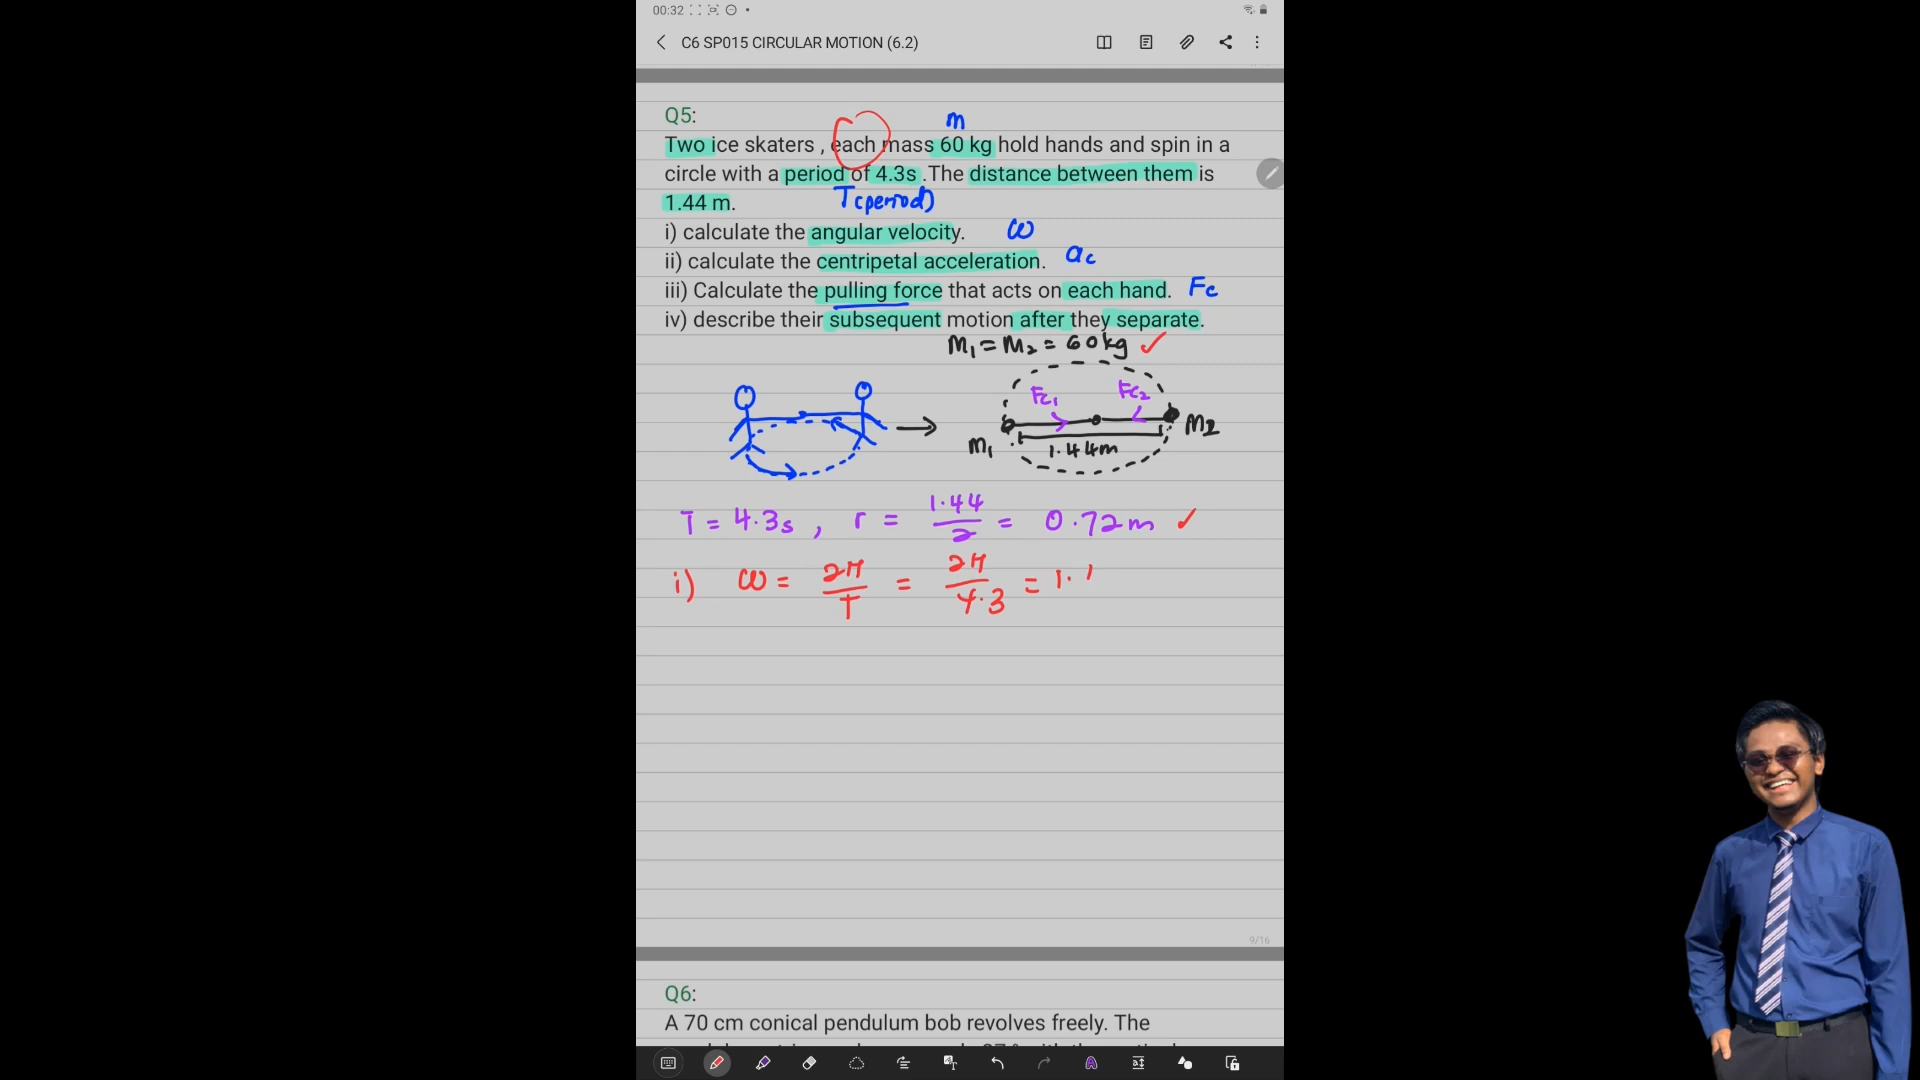 00:32
C6 SP015 CIRCULAR MOTION (6.2)
Q5:
m
Two ice skaters , each mass 60 kg hold hands and spin in a
circle with a period of 4.3s .The distance between them is
1.44 m.
T(period)
i) calculate the angular velocity. ω
ii) calculate the centripetal acceleration. ac
iii) Calculate the pulling force that acts on each hand. Fc
iv) describe their subsequent motion after they separate.
M₁ = M₂ = 60kg ✓
Fc₁ Fc₂
M₁ 1.44m M₂
T = 4.3s , r = 1.44/2 = 0.72m ✓
i) ω = 2π/T = 2π/4.3 = 1.1
9/16
Q6:
A 70 cm conical pendulum bob revolves freely. The